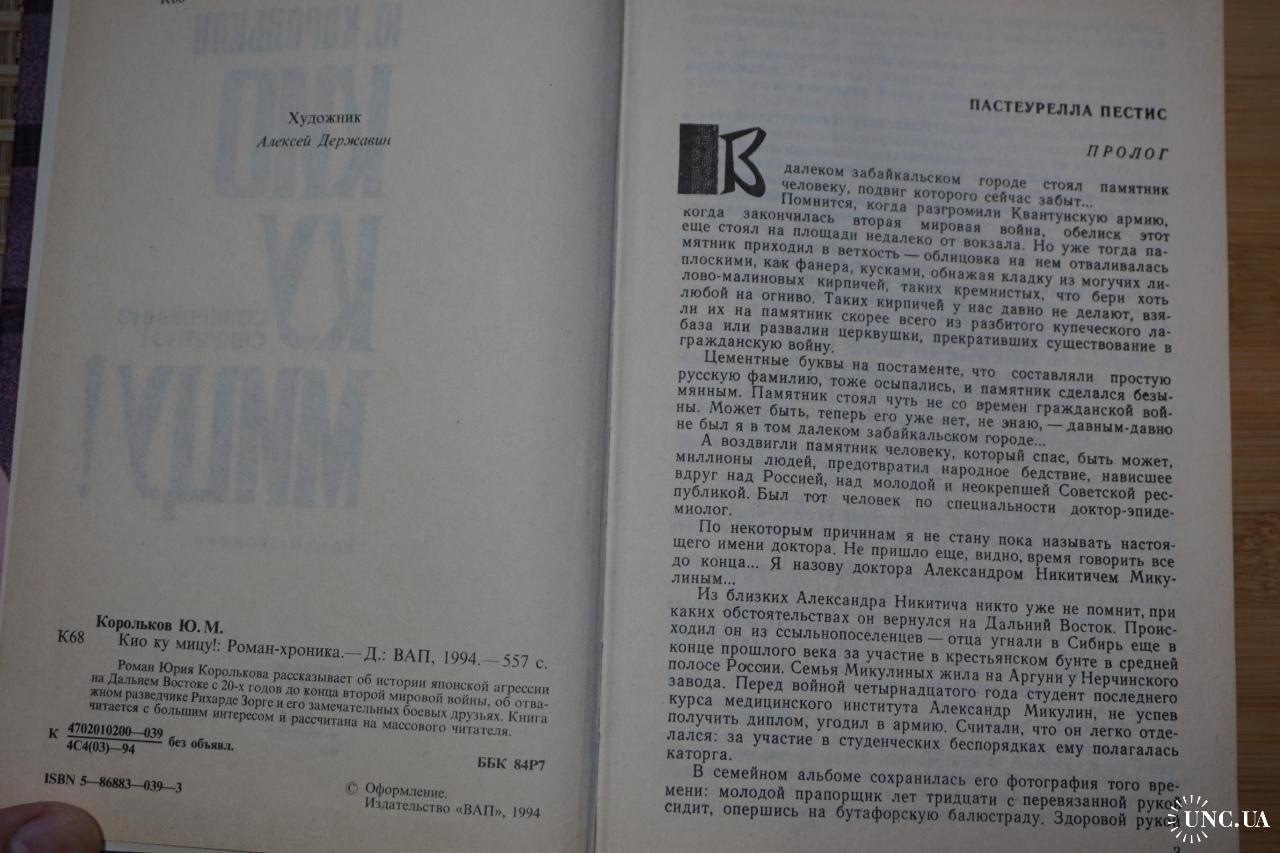 К68
Художник
Алексей Державин
Корольков Ю. М.
К68 Кио ку мицу!: Роман-хроника.— Д.: ВАП, 1994.— 557 с.
Роман Юрия Королькова рассказывает об истории японской агрессии
на Дальнем Востоке с 20-х годов до конца второй мировой войны, об отва-
жном разведчике Рихарде Зорге и его замечательных боевых друзьях. Книга
читается с большим интересом и рассчитана на массового читателя.
К 4702010200—039 без объявл.
4С4(03)—94
ББК 84Р7
ISBN 5—86883—039—3
© Оформление.
Издательство «ВАП», 1994
ПАСТЕУРЕЛЛА ПЕСТИС
ПРОЛОГ
В далеком забайкальском городе стоял памятник
человеку, подвиг которого сейчас забыт...
Помнится, когда разгромили Квантунскую армию,
когда закончилась вторая мировая война, обелиск этот
еще стоял на площади недалеко от вокзала. Но уже тогда па-
мятник приходил в ветхость — облицовка на нем отваливалась
плоскими, как фанера, кусками, обнажая кладку из могучих ли-
лово-малиновых кирпичей, таких кремнистых, что бери хоть
любой на огниво. Таких кирпичей у нас давно не делают, взя-
ли их на памятник скорее всего из разбитого купеческого ла-
база или развалин церквушки, прекративших существование в
гражданскую войну.
Цементные буквы на постаменте, что составляли простую
русскую фамилию, тоже осыпались, и памятник сделался безы-
мянным. Памятник стоял чуть не со времен гражданской вой-
ны. Может быть, теперь его уже нет, не знаю, — давным-давно
не был я в том далеком забайкальском городе...
А воздвигли памятник человеку, который спас, быть может,
миллионы людей, предотвратил народное бедствие, нависшее
вдруг над Россией, над молодой и неокрепшей Советской рес-
публикой. Был тот человек по специальности доктор-эпиде-
миолог.
По некоторым причинам я не стану пока называть настоя-
щего имени доктора. Не пришло еще, видно, время говорить все
до конца... Я назову доктора Александром Никитичем Мику-
линым...
Из близких Александра Никитича никто уже не помнит, при
каких обстоятельствах он вернулся на Дальний Восток. Проис-
ходил он из ссыльнопоселенцев — отца угнали в Сибирь еще в
конце прошлого века за участие в крестьянском бунте в средней
полосе России. Семья Микулиных жила на Аргуни у Нерчинского
завода. Перед войной четырнадцатого года студент последнего
курса медицинского института Александр Микулин, не успев
получить диплом, угодил в армию. Считали, что он легко отде-
лался: за участие в студенческих беспорядках ему полагалась
каторга.
В семейном альбоме сохранилась его фотография того вре-
мени: молодой прапорщик лет тридцати с перевязанной рукой
сидит, опершись на бутафорскую балюстраду. Здоровой рукой
UNC.UA